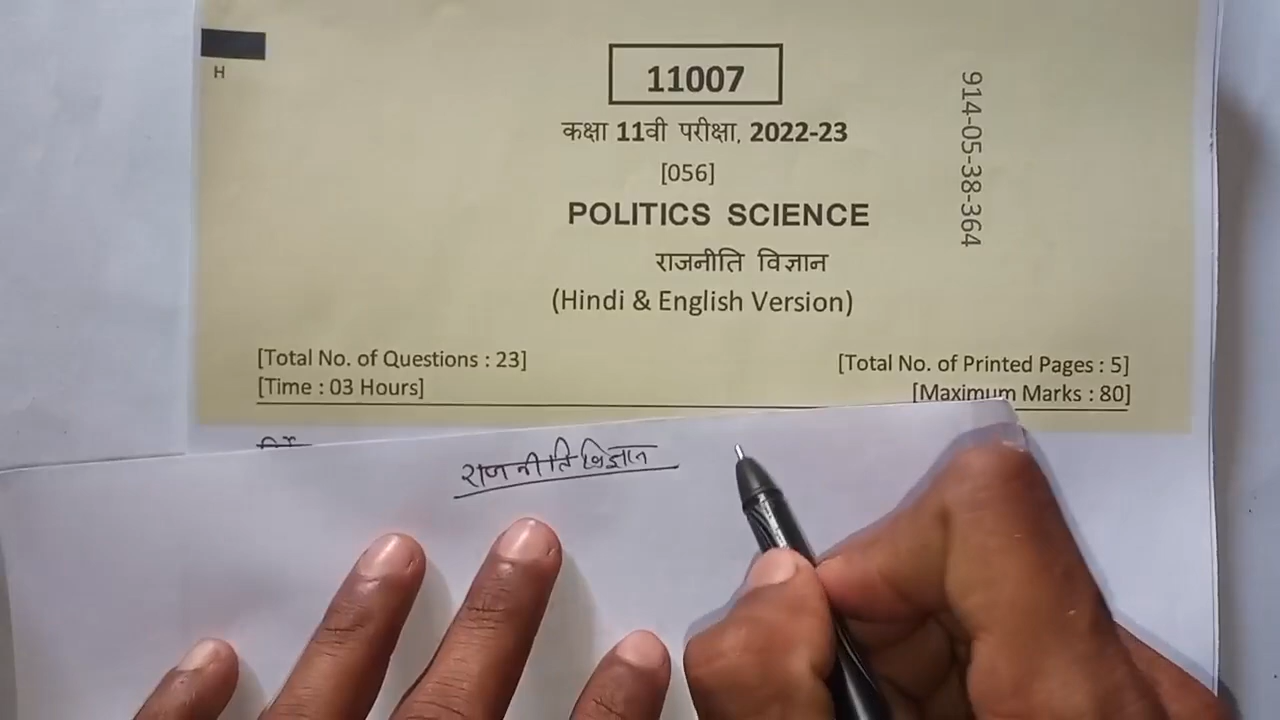 H
11007
कक्षा 11वी परीक्षा, 2022-23
[056]
POLITICS SCIENCE
राजनीति विज्ञान
(Hindi & English Version)
914-05-38-364
[Total No. of Questions : 23]
[Time : 03 Hours]
[Total No. of Printed Pages : 5]
[Maximum Marks : 80]
राजनीति विज्ञान